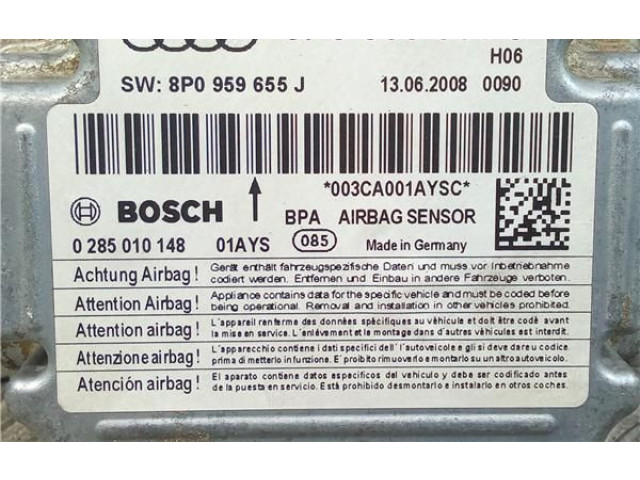 H06
SW: 8P0 959 655 J 13.06.2008 0090
*003CA001AYSC*
BOSCH BPA AIRBAG SENSOR
0 285 010 148 01AYS 085 Made in Germany
Achtung Airbag! Gerät enthält fahrzeugspezifische Daten und muss vor Inbetriebnahme
codiert werden. Entfernen und Einbau in andere Fahrzeuge verboten.
Attention Airbag! Appliance contains data for the specific vehicle and must be coded before
being operational. Removal and installation in other vehicles prohibited.
Attention airbag! L'appareil renferme des données spécifiques au véhicule et doit être codé avant
la mise en service. L'enlèvement et le montage dans d'autres véhicules est interdit.
Attenzione airbag! L'apparecchio contiene i dati specifici dell' l'autoveicolo e gli si deve dare u codice
prima di metterlo in funzione. E' proibito rimuoverlo e montarlo su un altro autoveicolo.
Atención airbag! El aparato contiene datos específicos del vehículo y debe ser codificado antes
de la puesta en servicio. Está prohibido desmontarlo e instalarlo en otros coches.